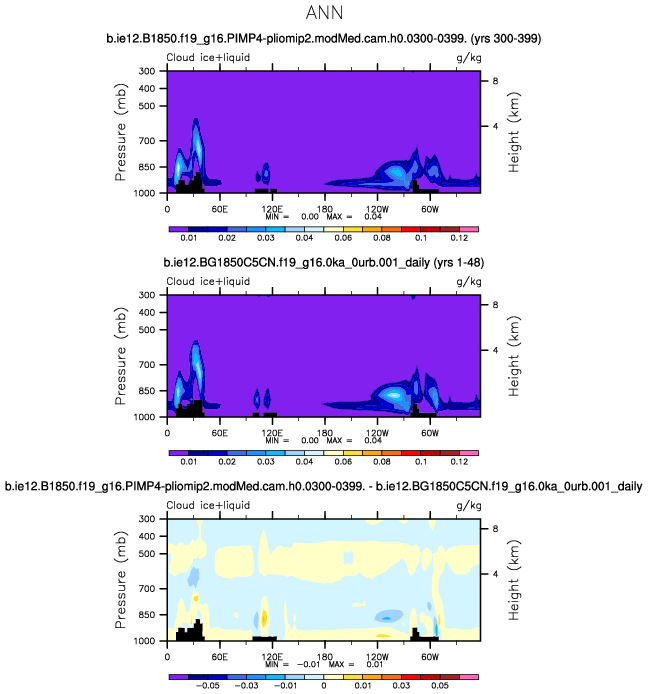 ANN
b.ie12.B1850.f19_g16.PIMP4-pliomip2.modMed.cam.h0.0300-0399. (yrs 300-399)
Cloud ice+liquid g/kg
Pressure (mb)
Height (km)
300
400
500
700
850
1000
8
4
0 60E 120E 180 120W 60W
MIN = 0.00 MAX = 0.04
0.01 0.02 0.03 0.04 0.06 0.08 0.1 0.12
b.ie12.BG1850C5CN.f19_g16.0ka_0urb.001_daily (yrs 1-48)
Cloud ice+liquid g/kg
Pressure (mb)
Height (km)
300
400
500
700
850
1000
8
4
0 60E 120E 180 120W 60W
MIN = 0.00 MAX = 0.04
0.01 0.02 0.03 0.04 0.06 0.08 0.1 0.12
b.ie12.B1850.f19_g16.PIMP4-pliomip2.modMed.cam.h0.0300-0399. - b.ie12.BG1850C5CN.f19_g16.0ka_0urb.001_daily
Cloud ice+liquid g/kg
Pressure (mb)
Height (km)
300
400
500
700
850
1000
8
4
0 60E 120E 180 120W 60W
MIN = -0.01 MAX = 0.01
-0.05 -0.03 -0.01 0 0.01 0.03 0.05